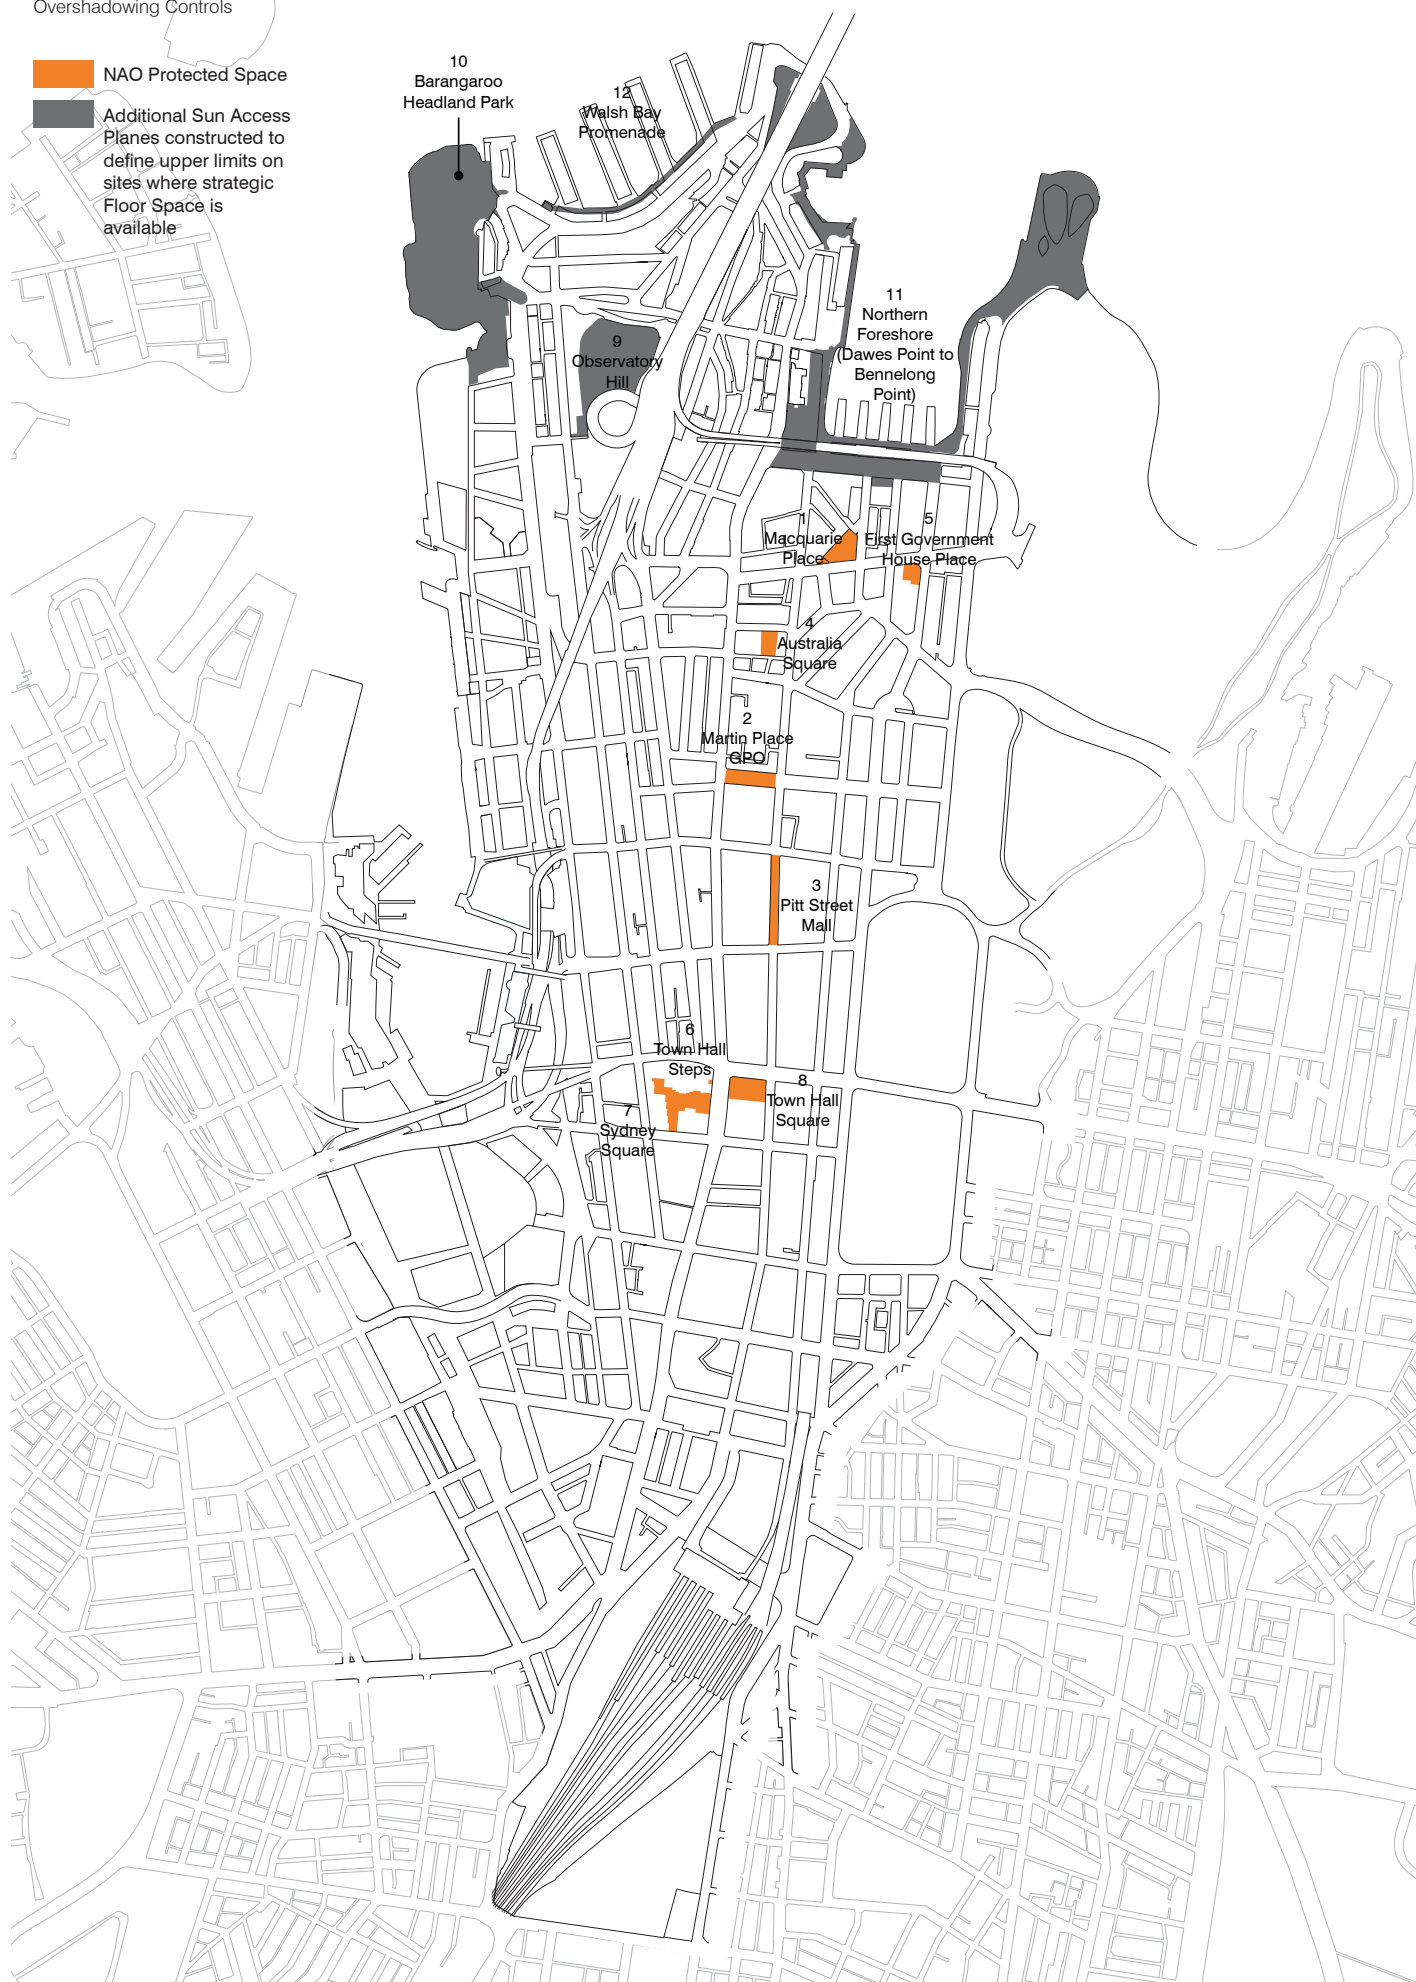 Overshadowing Controls
NAO Protected Space
Additional Sun Access
Planes constructed to
define upper limits on
sites where strategic
Floor Space is
available
10
Barangaroo
Headland Park
12
Walsh Bay
Promenade
11
Northern
Foreshore
(Dawes Point to
Bennelong
Point)
9
Observatory
Hill
1
Macquarie
Place
5
First Government
House Place
4
Australia
Square
2
Martin Place
GPO
3
Pitt Street
Mall
6
Town Hall
Steps
8
Town Hall
Square
7
Sydney
Square